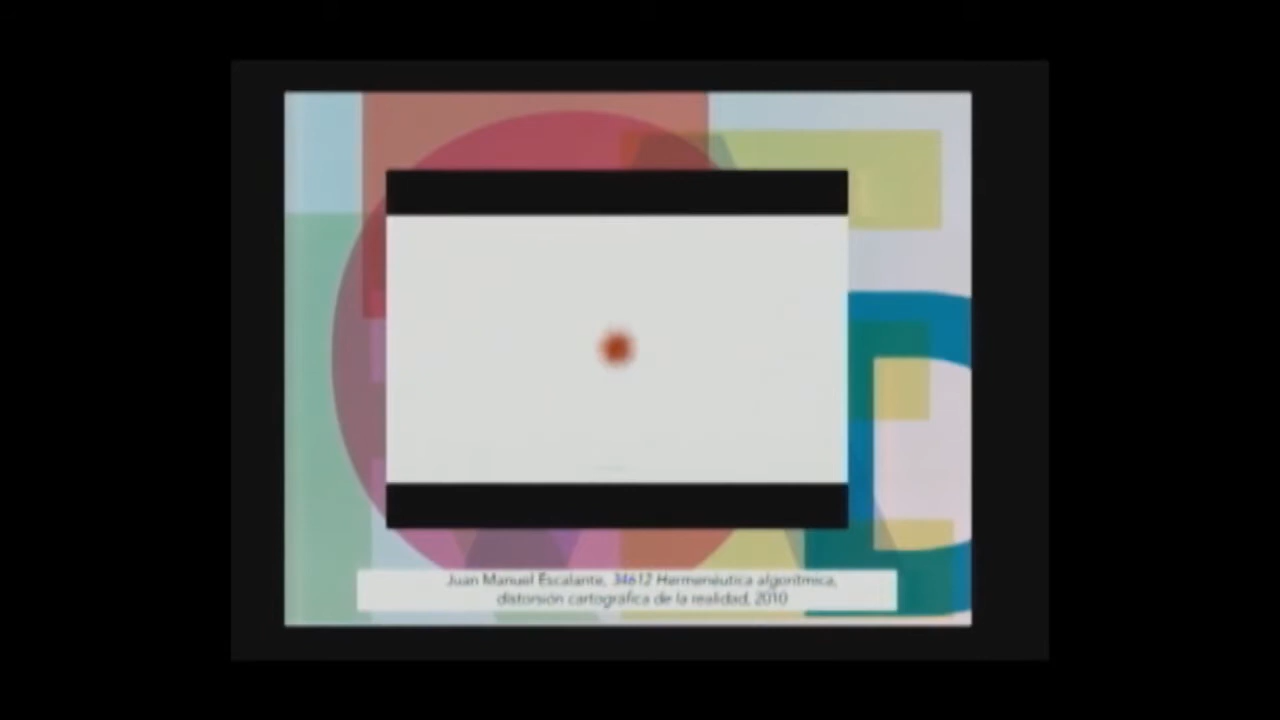 Juan Manuel Escalante, 34612 Hermenéutica algorítmica,
distorsión cartográfica de la realidad, 2010